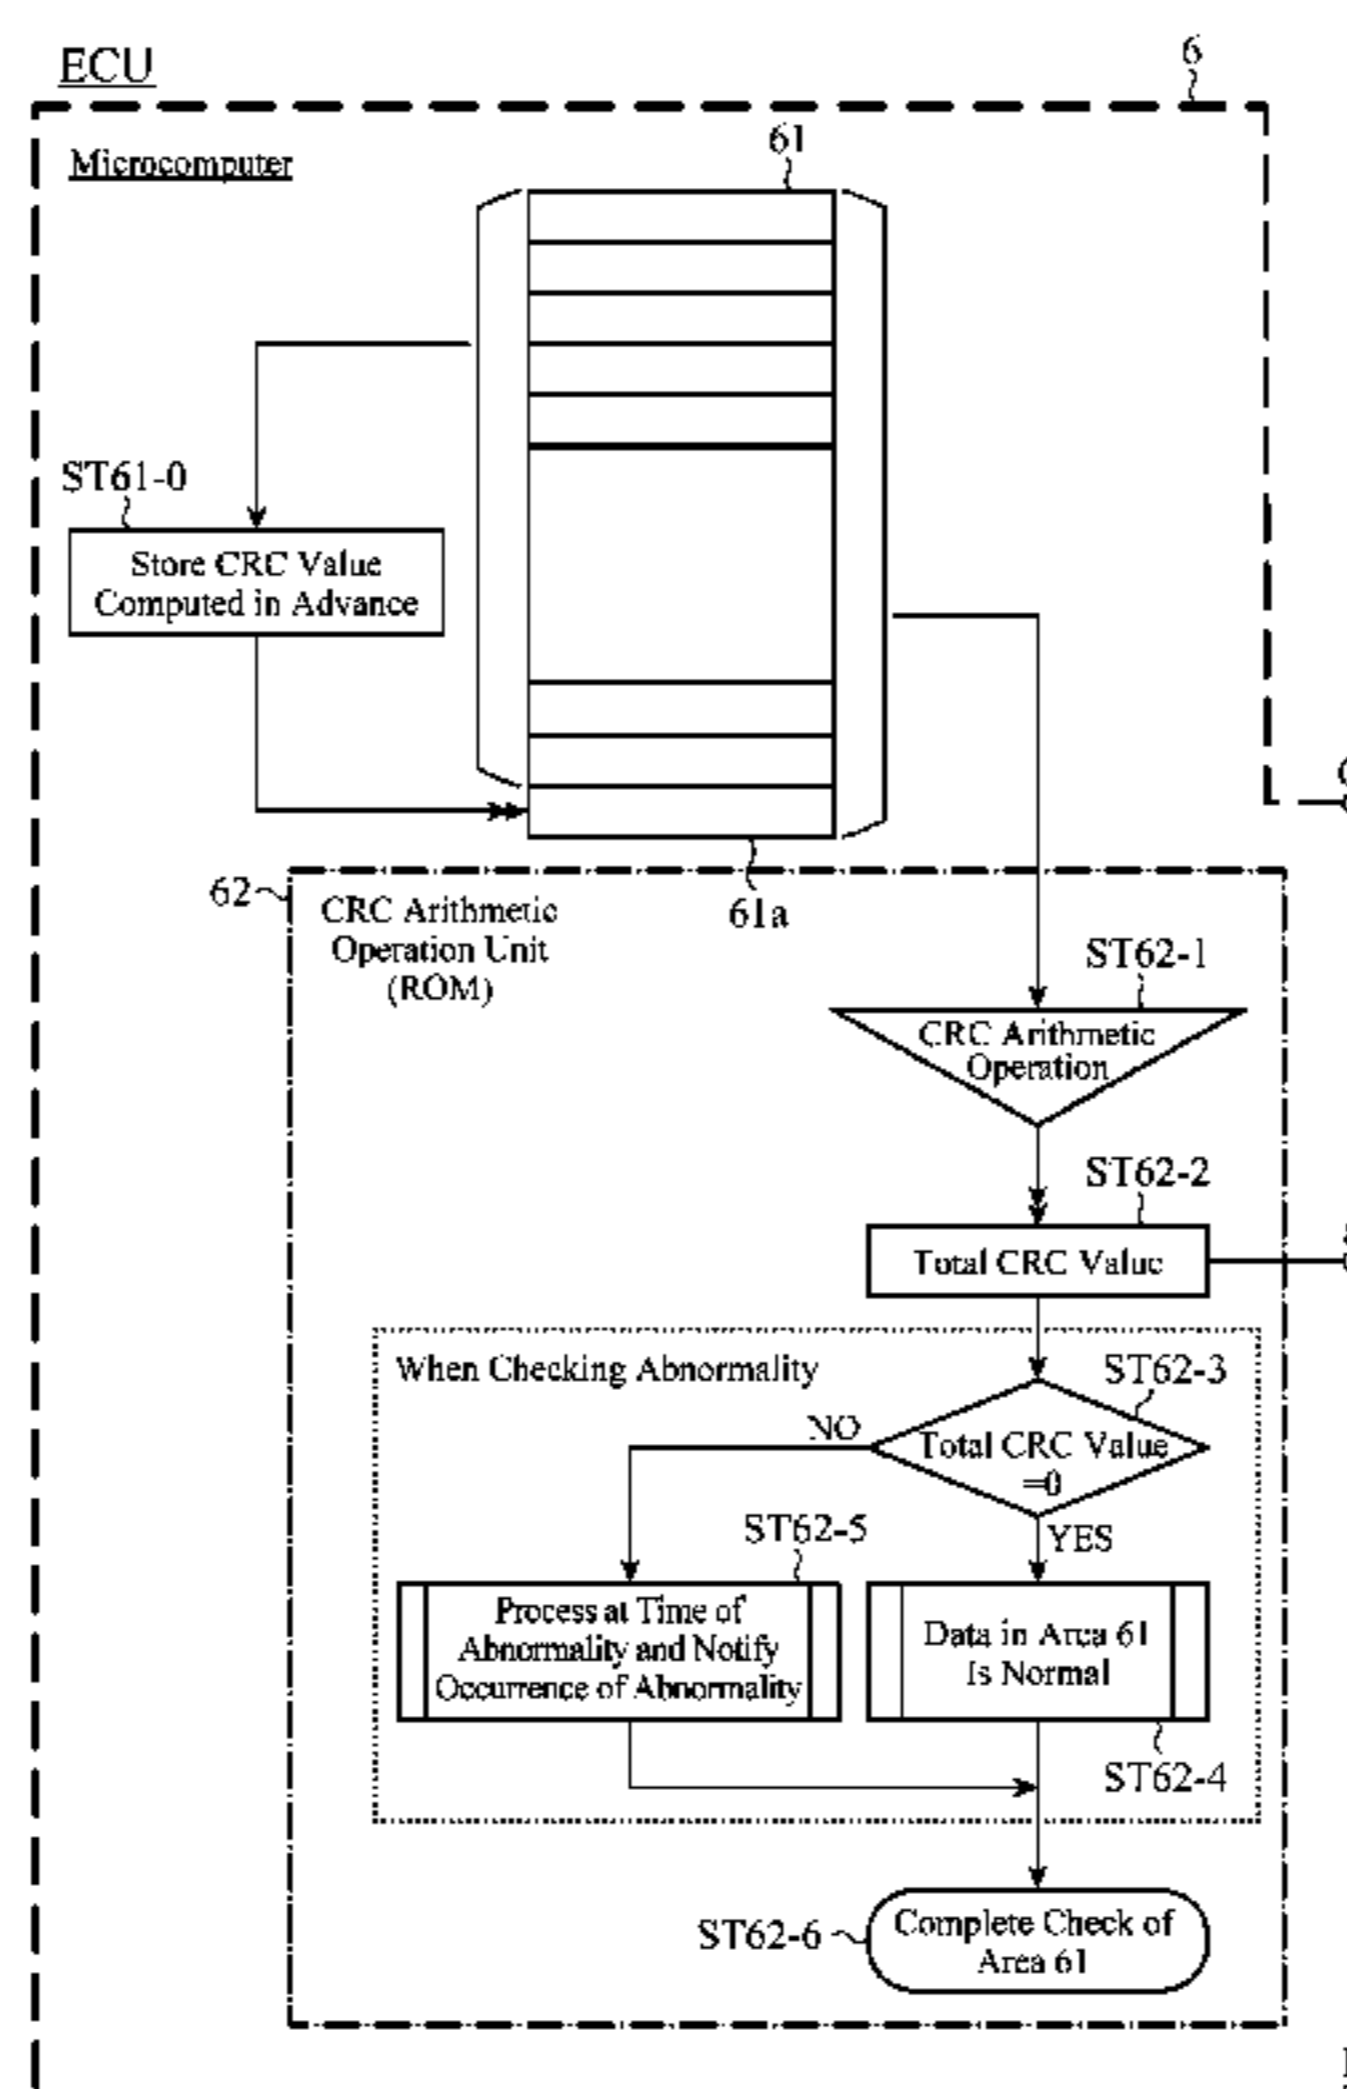 ECU
6
Microcomputer
61
ST61-0
Store CRC Value
Computed in Advance
62
CRC Arithmetic
Operation Unit
(ROM)
61a
ST62-1
CRC Arithmetic
Operation
ST62-2
Total CRC Value
When Checking Abnormality
ST62-3
NO
Total CRC Value
=0
YES
ST62-5
Process at Time of
Abnormality and Notify
Occurrence of Abnormality
Data in Area 61
Is Normal
ST62-4
ST62-6
Complete Check of
Area 61